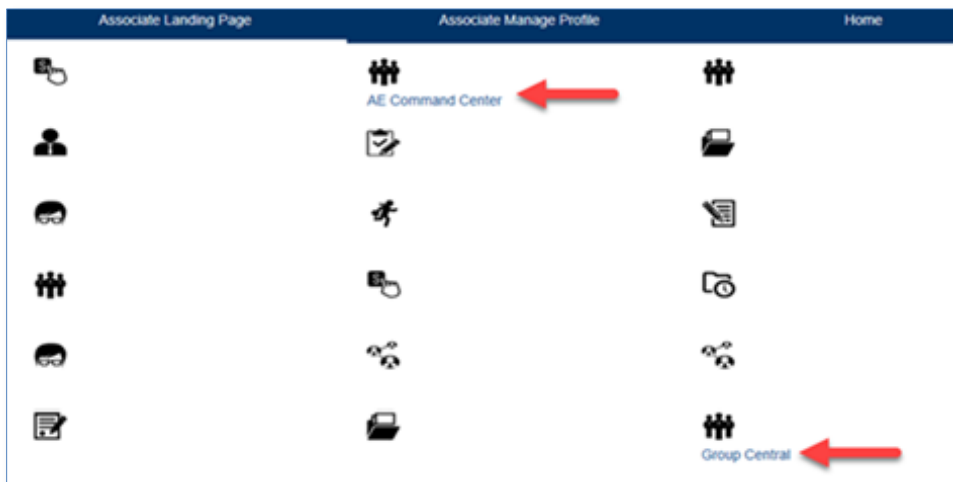 Associate Landing Page
Associate Manage Profile
Home
AE Command Center
Group Central